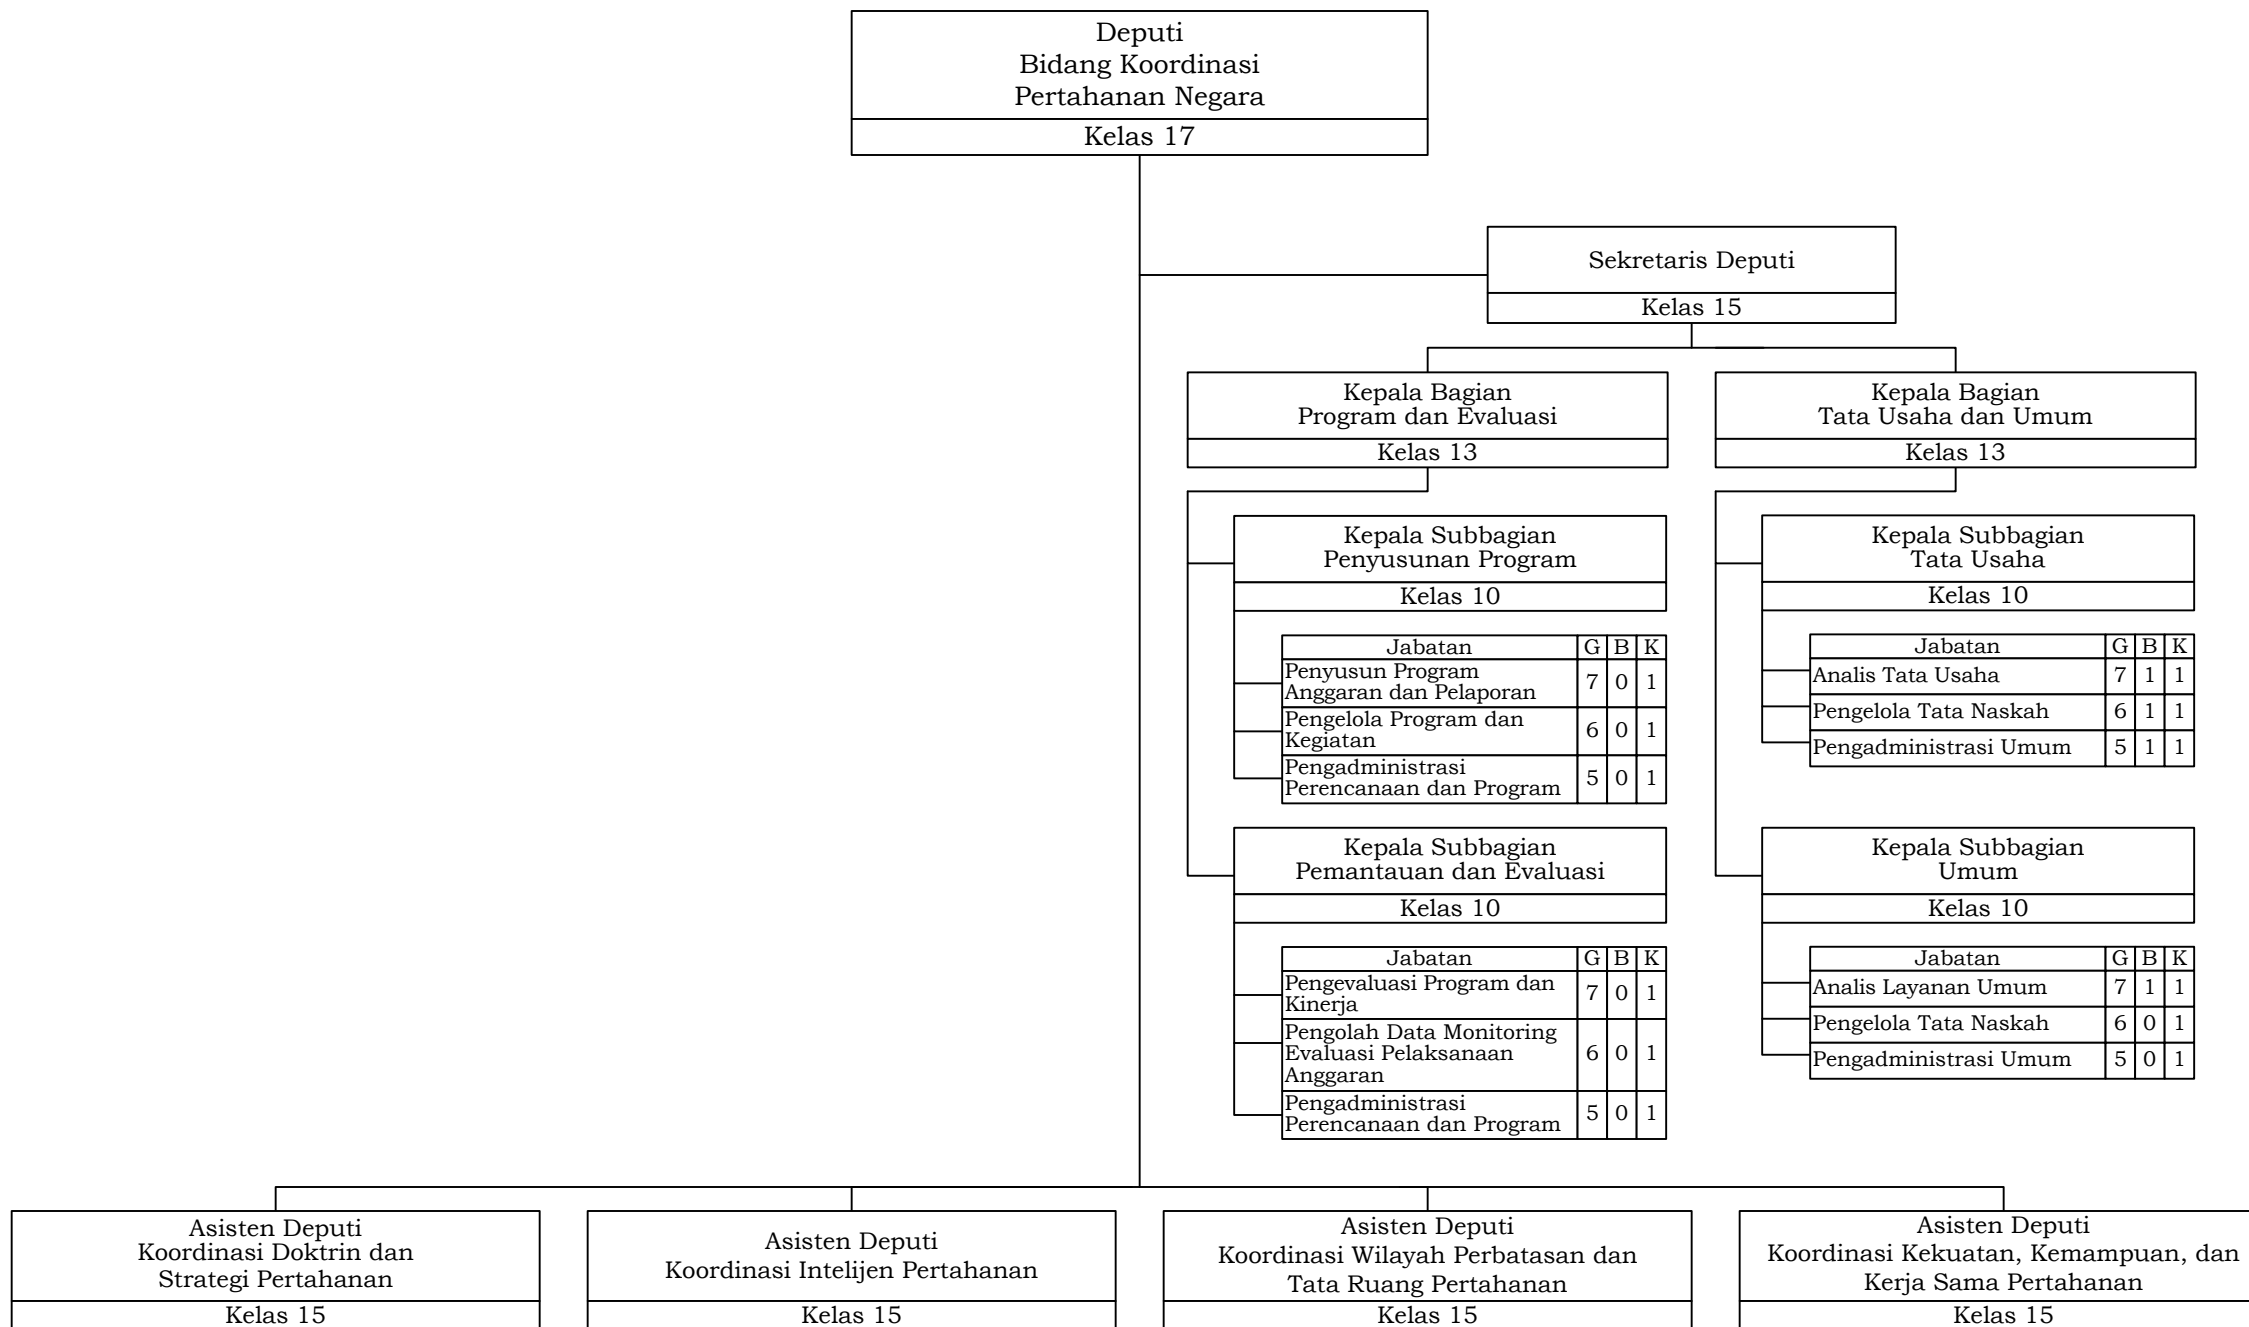 Deputi
Bidang Koordinasi
Pertahanan Negara
Kelas 17
Sekretaris Deputi
Kelas 15
Kepala Bagian
Program dan Evaluasi
Kelas 13
Kepala Subbagian
Penyusunan Program
Kelas 10
Jabatan G B K
Penyusun Program
Anggaran dan Pelaporan 7 0 1
Pengelola Program dan
Kegiatan 6 0 1
Pengadministrasi
Perencanaan dan Program 5 0 1
Kepala Subbagian
Pemantauan dan Evaluasi
Kelas 10
Jabatan G B K
Pengevaluasi Program dan
Kinerja 7 0 1
Pengolah Data Monitoring
Evaluasi Pelaksanaan 6 0 1
Anggaran
Pengadministrasi
Perencanaan dan Program 5 0 1
Kepala Bagian
Tata Usaha dan Umum
Kelas 13
Kepala Subbagian
Tata Usaha
Kelas 10
Jabatan G B K
Analis Tata Usaha 7 1 1
Pengelola Tata Naskah 6 1 1
Pengadministrasi Umum 5 1 1
Kepala Subbagian
Umum
Kelas 10
Jabatan G B K
Analis Layanan Umum 7 1 1
Pengelola Tata Naskah 6 0 1
Pengadministrasi Umum 5 0 1
Asisten Deputi
Koordinasi Doktrin dan
Strategi Pertahanan
Kelas 15
Asisten Deputi
Koordinasi Intelijen Pertahanan
Kelas 15
Asisten Deputi
Koordinasi Wilayah Perbatasan dan
Tata Ruang Pertahanan
Kelas 15
Asisten Deputi
Koordinasi Kekuatan, Kemampuan, dan
Kerja Sama Pertahanan
Kelas 15